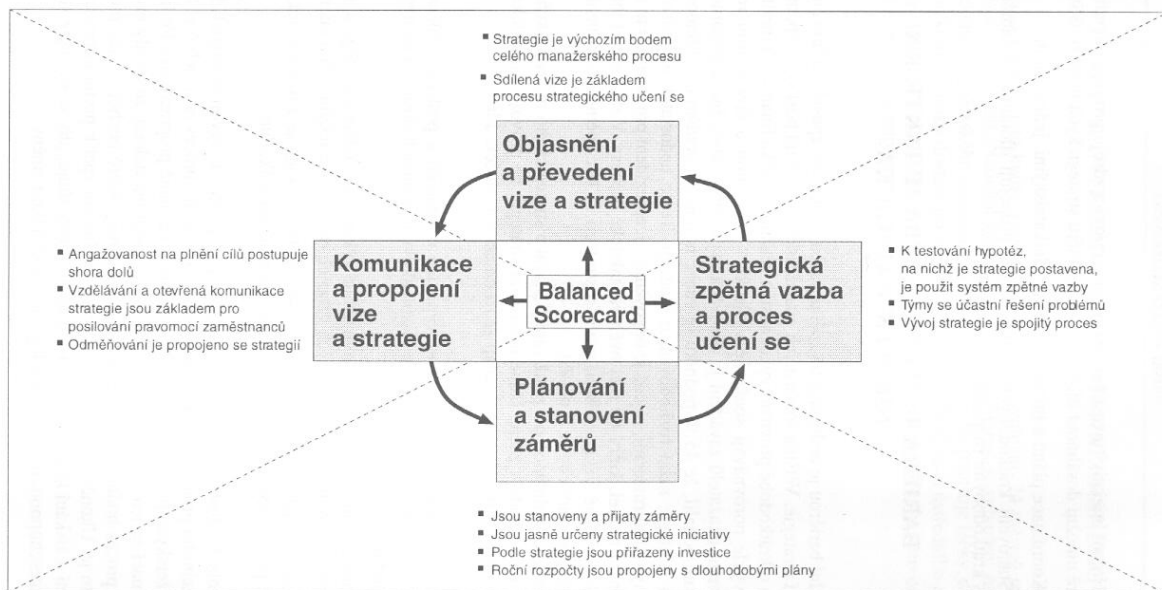 ▪ Strategie je výchozím bodem
celého manažerského procesu
▪ Sdílená vize je základem
procesu strategického učení se
Objasnění
a převedení
vize a strategie
▪ Angažovanost na plnění cílů postupuje
shora dolů
▪ Vzdělávání a otevřená komunikace
strategie jsou základem pro
posilování pravomocí zaměstnanců
▪ Odměňování je propojeno se strategií
Komunikace
a propojení
vize
a strategie
Balanced
Scorecard
Strategická
zpětná vazba
a proces
učení se
▪ K testování hypotéz,
na nichž je strategie postavena,
je použit systém zpětné vazby
▪ Týmy se účastní řešení problémů
▪ Vývoj strategie je spojitý proces
Plánování
a stanovení
záměrů
▪ Jsou stanoveny a přijaty záměry
▪ Jsou jasně určeny strategické iniciativy
▪ Podle strategie jsou přiřazeny investice
▪ Roční rozpočty jsou propojeny s dlouhodobými plány